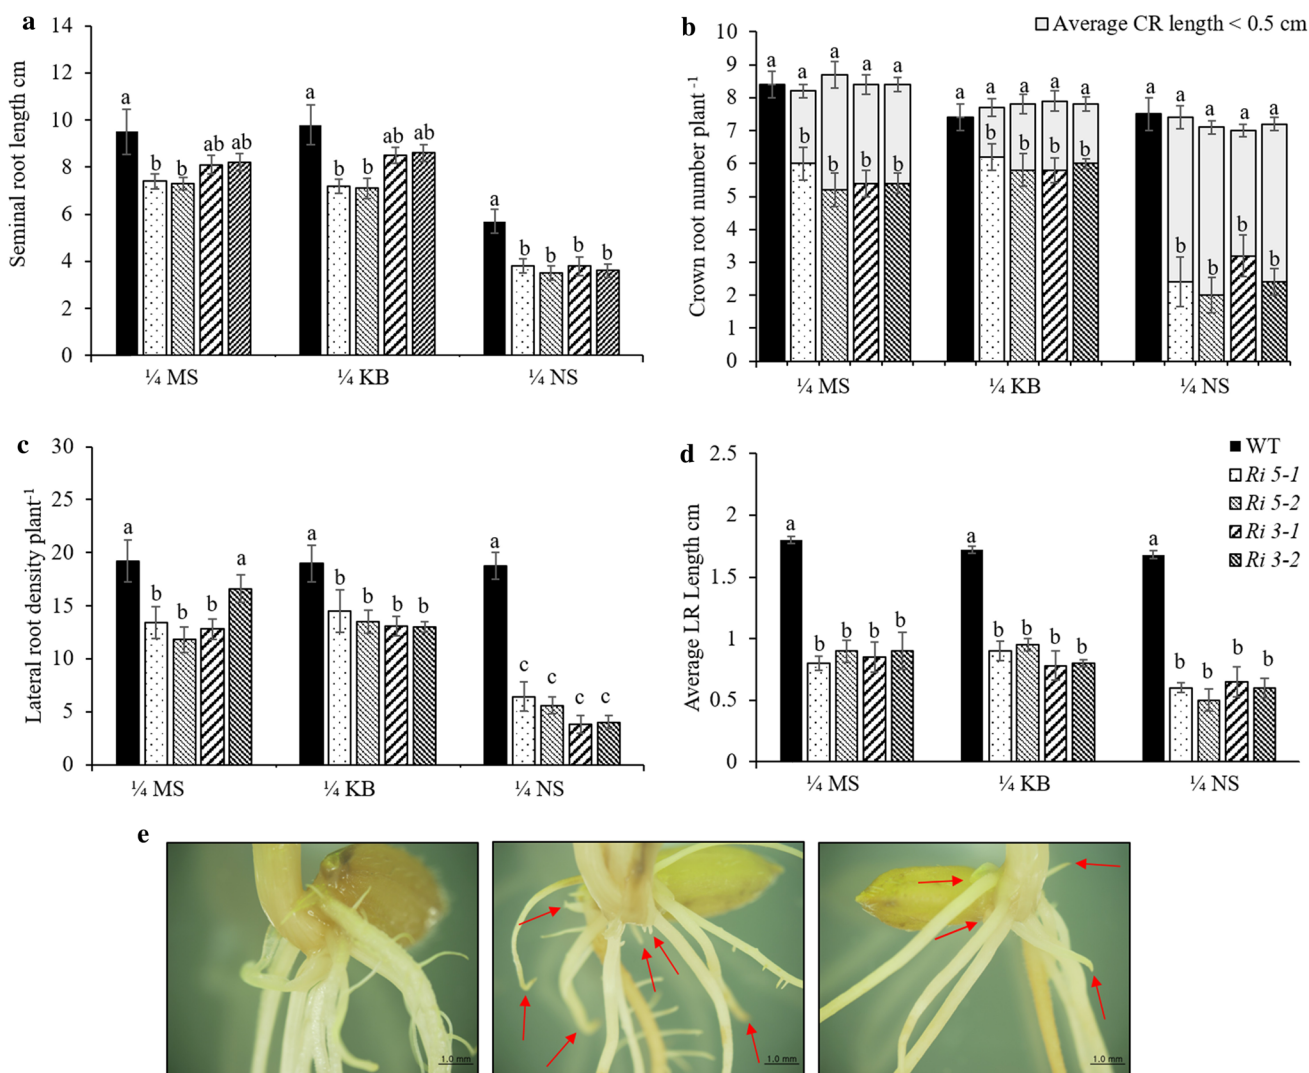 a
Seminal root length cm
14
12
10
8
6
4
2
0
a
b
b
ab
ab
a
b
b
ab
ab
a
b
b
b
b
¼ MS
¼ KB
¼ NS
b
Average CR length < 0.5 cm
Crown root number plant ⁻¹
10
9
8
7
6
5
4
3
2
1
0
a
a
a
a
a
b
b
b
b
a
a
a
a
a
b
b
b
b
a
a
a
a
a
b
b
b
b
¼ MS
¼ KB
¼ NS
c
Lateral root density plant⁻¹
30
25
20
15
10
5
0
a
b
b
b
a
a
b
b
b
b
a
c
c
c
c
¼ MS
¼ KB
¼ NS
d
Average LR Length cm
2.5
2
1.5
1
0.5
0
a
b
b
b
b
a
b
b
b
b
a
b
b
b
b
¼ MS
¼ KB
¼ NS
WT
Ri 5-1
Ri 5-2
Ri 3-1
Ri 3-2
e
1.0 mm
1.0 mm
1.0 mm